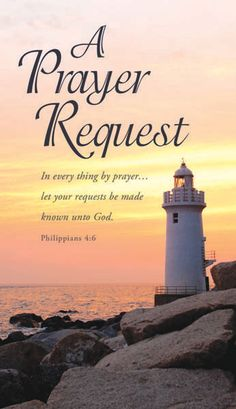 A
Prayer
Request
In every thing by prayer...
let your requests be made
known unto God.
Philippians 4:6